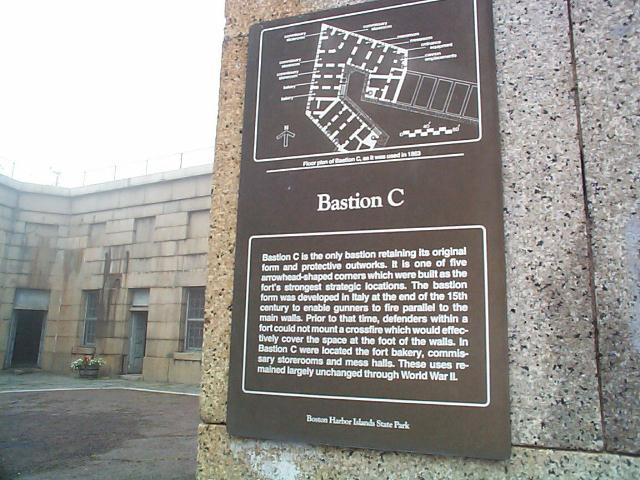 commissary
storerooms
N
Floor plan of Bastion C, as it was used in 1863
Bastion C
Bastion C is the only bastion retaining its original
form and protective outworks. It is one of five
arrowhead-shaped corners which were built as the
fort's strongest strategic locations. The bastion
form was developed in Italy at the end of the 15th
century to enable gunners to fire parallel to the
main walls. Prior to that time, defenders within a
fort could not mount a crossfire which would effec-
tively cover the space at the foot of the walls. In
Bastion C were located the fort bakery, commis-
sary storerooms and mess halls. These uses re-
mained largely unchanged through World War II.
Boston Harbor Islands State Park